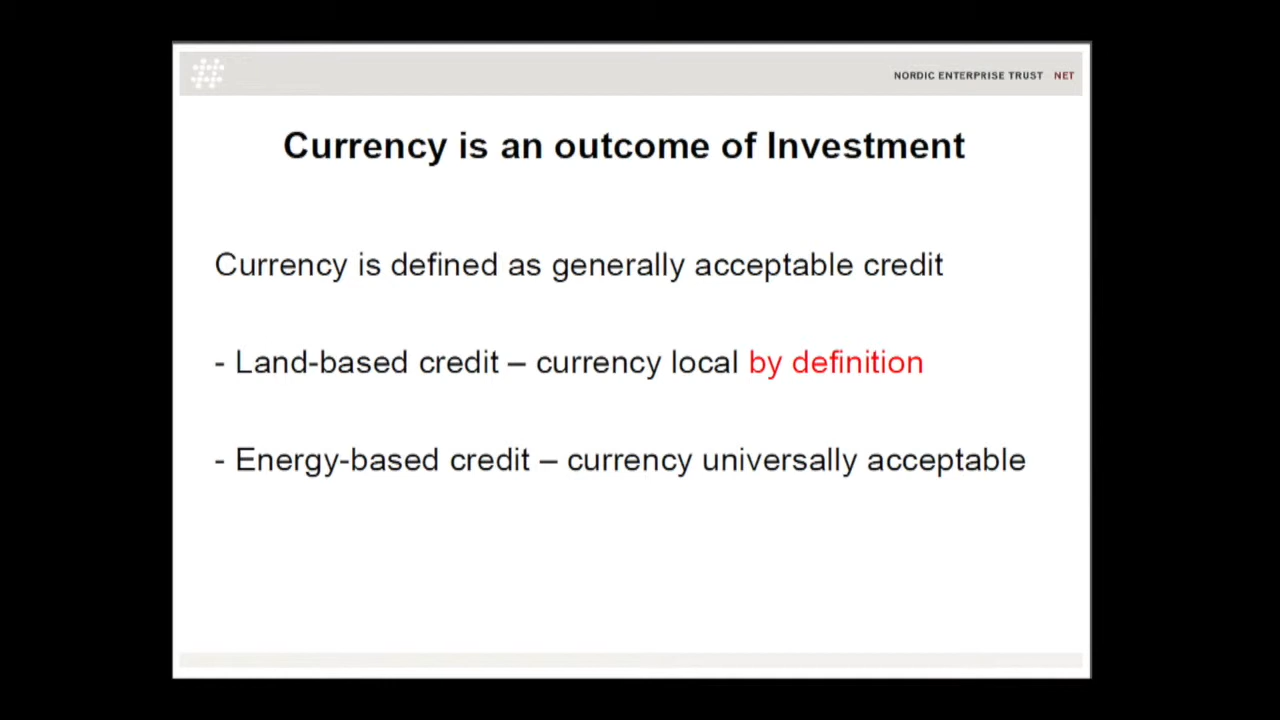 NORDIC ENTERPRISE TRUST NET
Currency is an outcome of Investment
Currency is defined as generally acceptable credit
- Land-based credit – currency local by definition
- Energy-based credit – currency universally acceptable